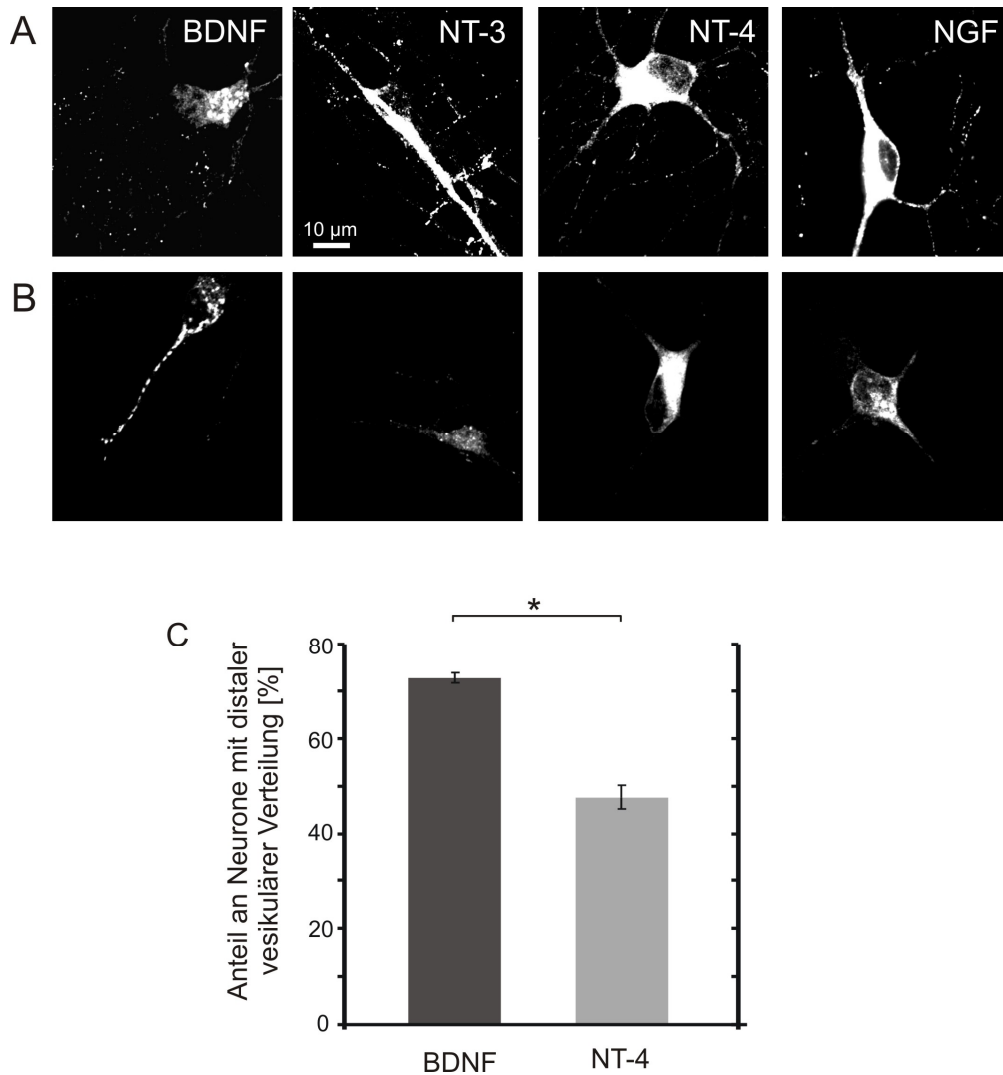 A
BDNF
NT-3
NT-4
NGF
10 µm
B
C
*
Anteil an Neurone mit distaler
vesikulärer Verteilung [%]
80
60
40
20
0
BDNF
NT-4